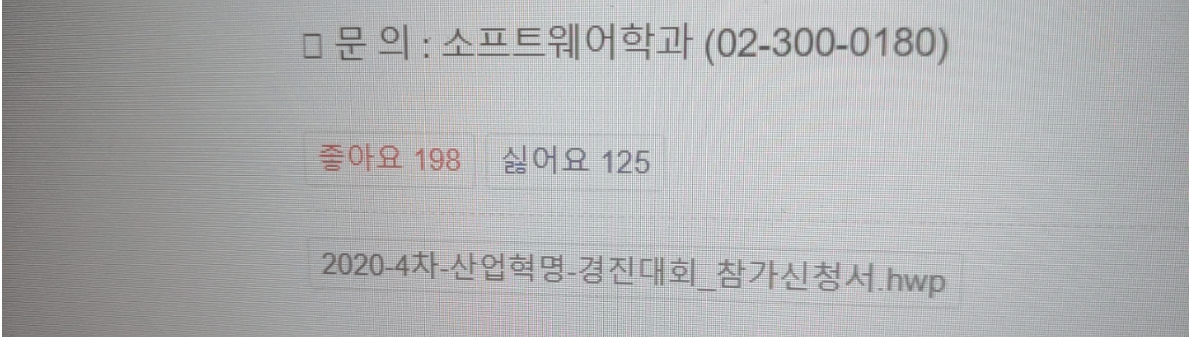 □ 문 의 : 소프트웨어학과 (02-300-0180)
좋아요 198 싫어요 125
2020-4차-산업혁명-경진대회_참가신청서.hwp